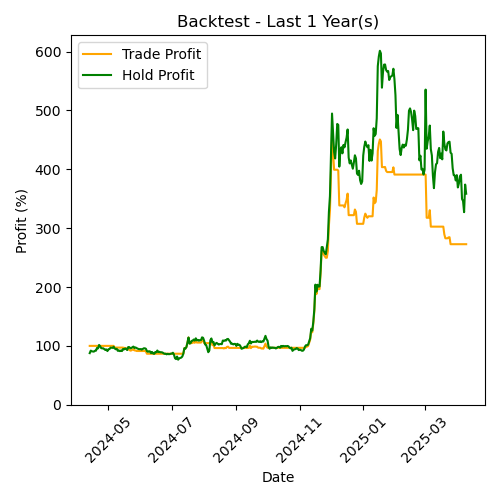 Backtest - Last 1 Year(s)
Trade Profit
Hold Profit
Profit (%)
600
500
400
300
200
100
0
2024-05
2024-07
2024-09
2024-11
2025-01
2025-03
Date